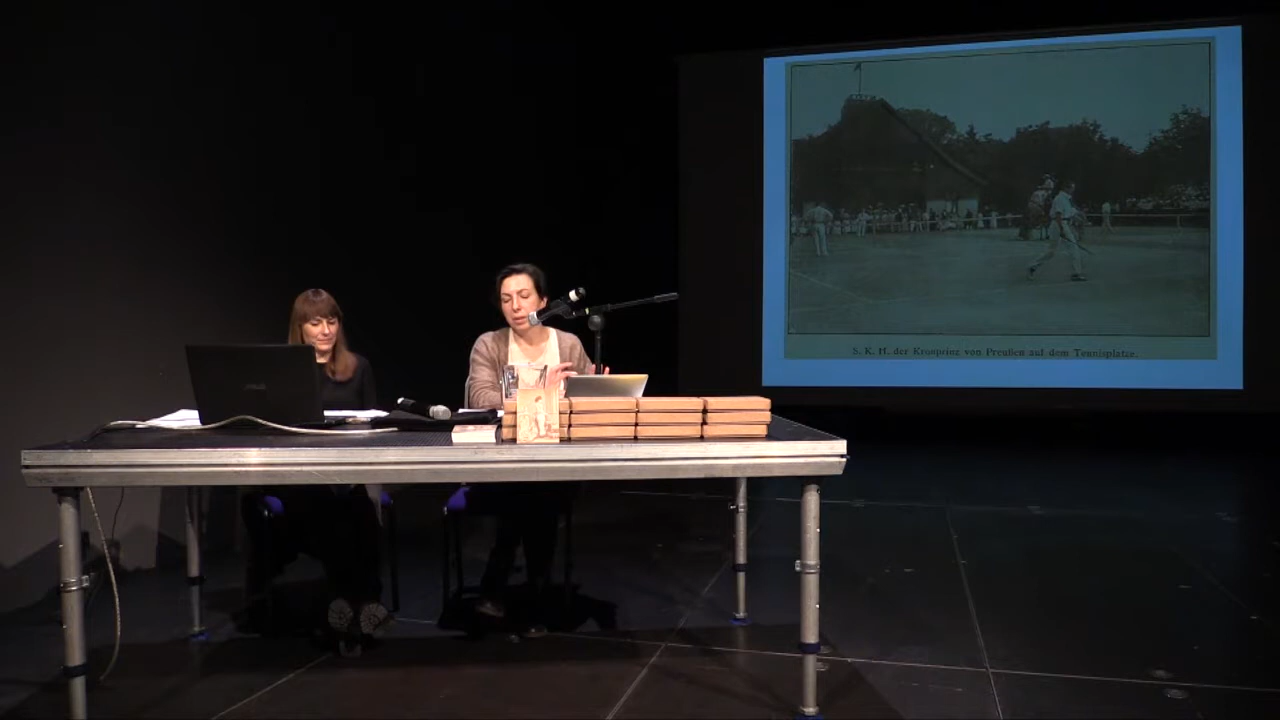 S. K. H. der Kronprinz von Preußen auf dem Tennisplatze.